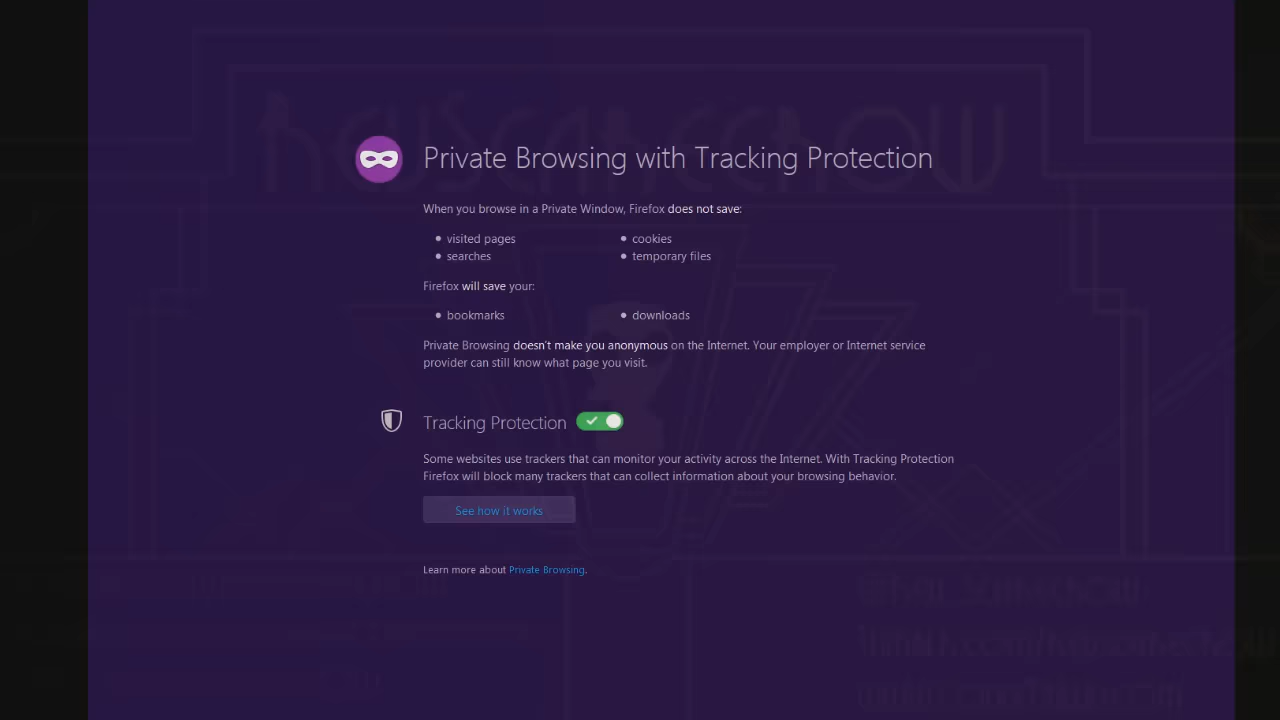 Private Browsing with Tracking Protection
When you browse in a Private Window, Firefox does not save:
• visited pages
• cookies
• searches
• temporary files
Firefox will save your:
• bookmarks
• downloads
Private Browsing doesn't make you anonymous on the Internet. Your employer or Internet service
provider can still know what page you visit.
Tracking Protection
Some websites use trackers that can monitor your activity across the Internet. With Tracking Protection
Firefox will block many trackers that can collect information about your browsing behavior.
See how it works
Learn more about Private Browsing.